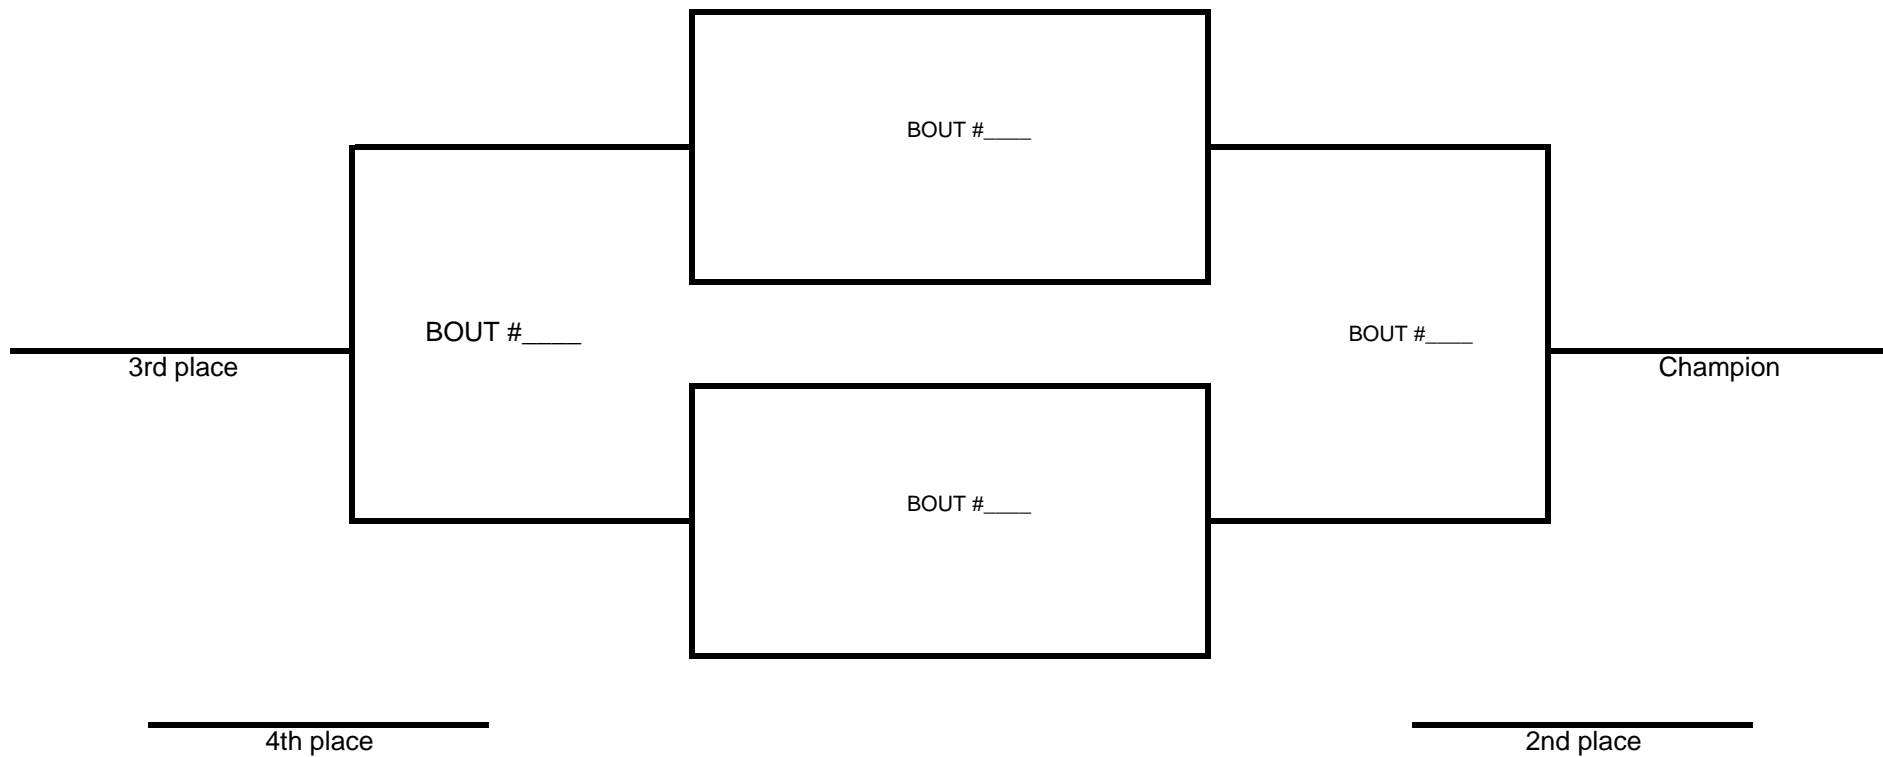 BOUT #____
BOUT #____
BOUT #____
3rd place
Champion
BOUT #____
4th place
2nd place